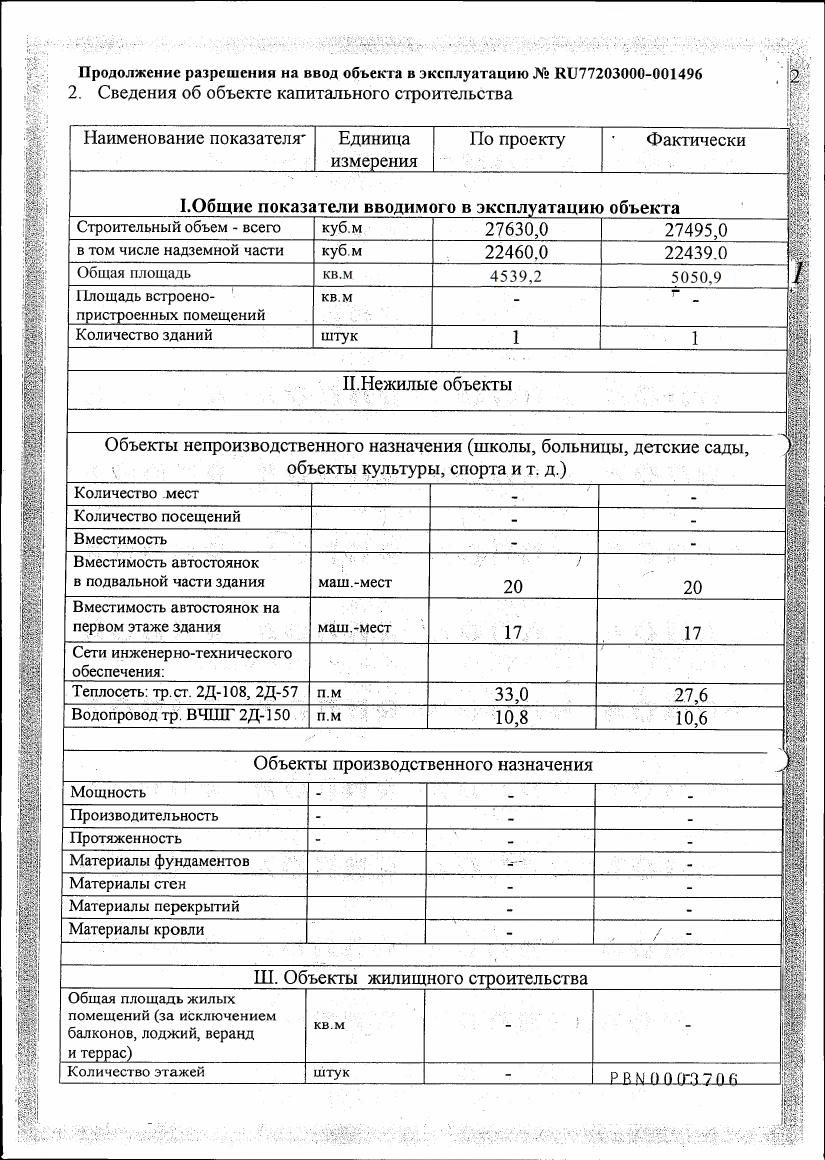 Продолжение разрешения на ввод объекта в эксплуатацию № RU77203000-001496
2
2. Сведения об объекте капитального строительства
Наименование показателя Единица измерения По проекту Фактически
I.Общие показатели вводимого в эксплуатацию объекта
Строительный объем - всего куб.м 27630,0 27495,0
в том числе надземной части куб.м 22460,0 22439.0
Общая площадь кв.м 4539,2 5050,9
1
Площадь встроено- кв.м - -
пристроенных помещений
Количество зданий штук 1 1
II.Нежилые объекты
Объекты непроизводственного назначения (школы, больницы, детские сады,
объекты культуры, спорта и т. д.)
Количество мест - -
Количество посещений - -
Вместимость - -
Вместимость автостоянок
в подвальной части здания маш.-мест 20 20
Вместимость автостоянок на
первом этаже здания маш.-мест 17 17
Сети инженерно-технического
обеспечения:
Теплосеть: тр.ст. 2Д-108, 2Д-57 п.м 33,0 27,6
Водопровод тр. ВЧШГ 2Д-150 п.м 10,8 10,6
Объекты производственного назначения
Мощность - - -
Производительность - - -
Протяженность - - -
Материалы фундаментов - -
Материалы стен - -
Материалы перекрытий - -
Материалы кровли - -
Ш. Объекты жилищного строительства
Общая площадь жилых
помещений (за исключением
балконов, лоджий, веранд кв.м - -
и террас)
Количество этажей штук - -
PBN0003706